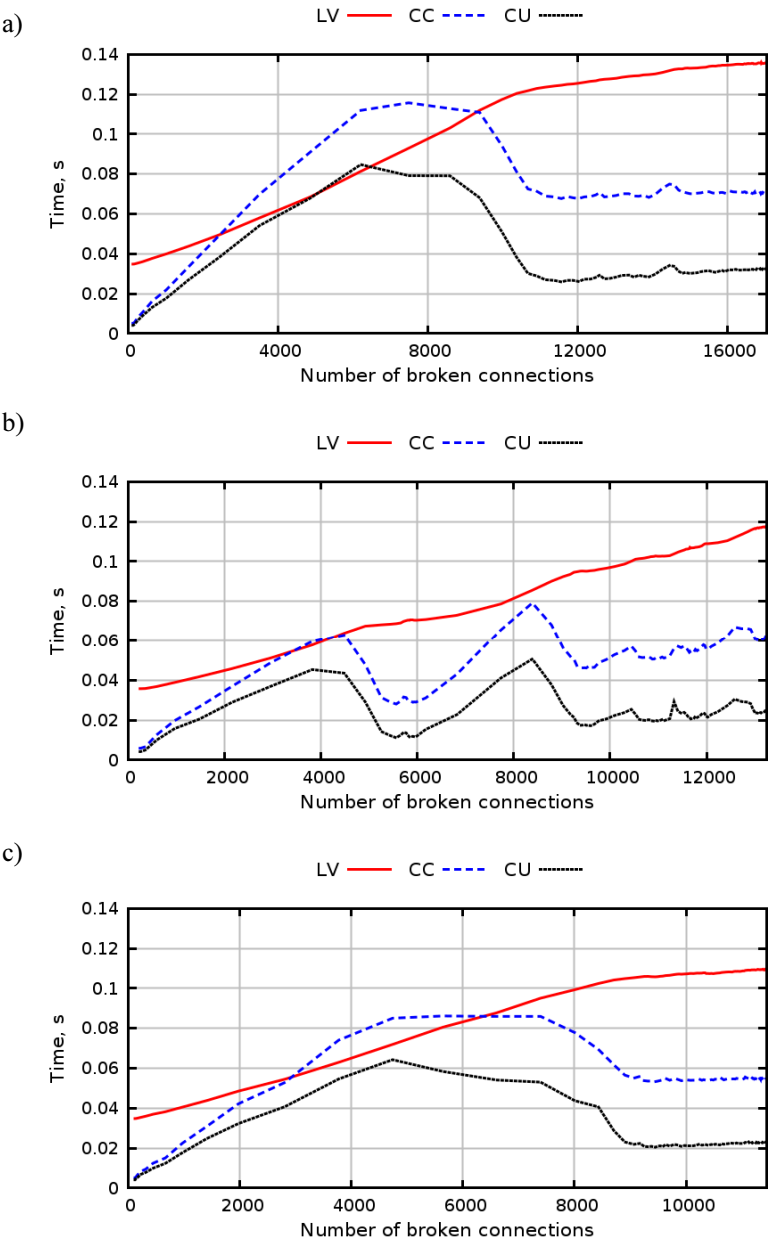 a)
LV CC CU
0.14
0.12
0.1
0.08
0.06
0.04
0.02
0
Time, s
0 4000 8000 12000 16000
Number of broken connections
b)
LV CC CU
0.14
0.12
0.1
0.08
0.06
0.04
0.02
0
Time, s
0 2000 4000 6000 8000 10000 12000
Number of broken connections
c)
LV CC CU
0.14
0.12
0.1
0.08
0.06
0.04
0.02
0
Time, s
0 2000 4000 6000 8000 10000
Number of broken connections